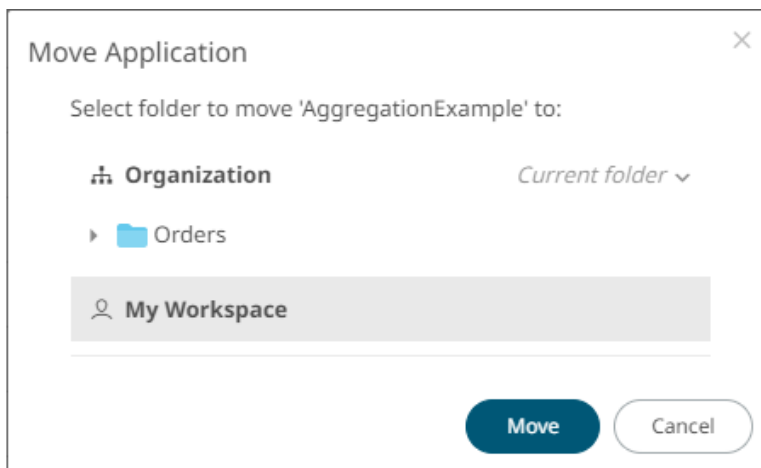 Move Application
Select folder to move 'AggregationExample' to:
Organization Current folder
Orders
My Workspace
Move Cancel